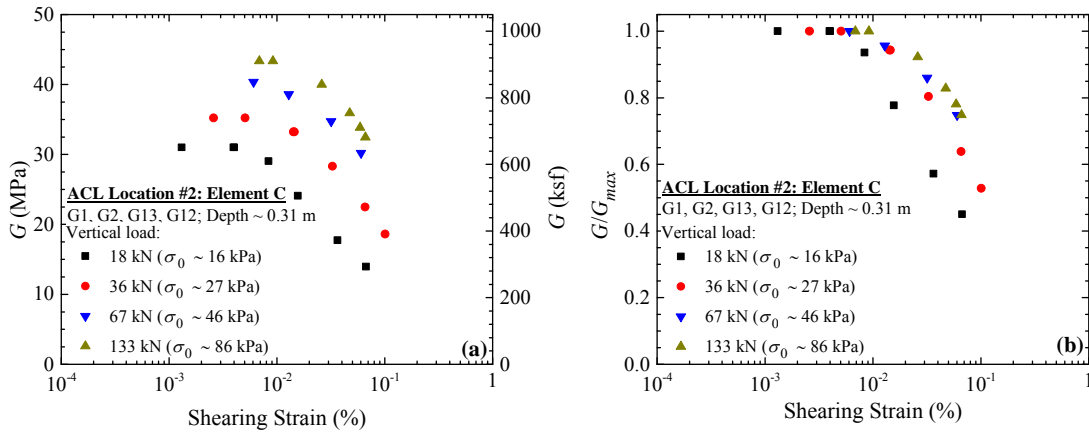 60
50
40
30
20
10
0
G (MPa)
1000
800
600
400
200
0
G (ksf)
ACL Location #2: Element C
G1, G2, G13, G12; Depth ~ 0.31 m
Vertical load:
18 kN (σ0 ~ 16 kPa)
36 kN (σ0 ~ 27 kPa)
67 kN (σ0 ~ 46 kPa)
133 kN (σ0 ~ 86 kPa)
(a)
10-4 10-3 10-2 10-1 1
Shearing Strain (%)
1.0
0.8
0.6
0.4
0.2
0.0
G/Gmax
ACL Location #2: Element C
G1, G2, G13, G12; Depth ~ 0.31 m
Vertical load:
18 kN (σ0 ~ 16 kPa)
36 kN (σ0 ~ 27 kPa)
67 kN (σ0 ~ 46 kPa)
133 kN (σ0 ~ 86 kPa)
(b)
10-4 10-3 10-2 10-1 1
Shearing Strain (%)